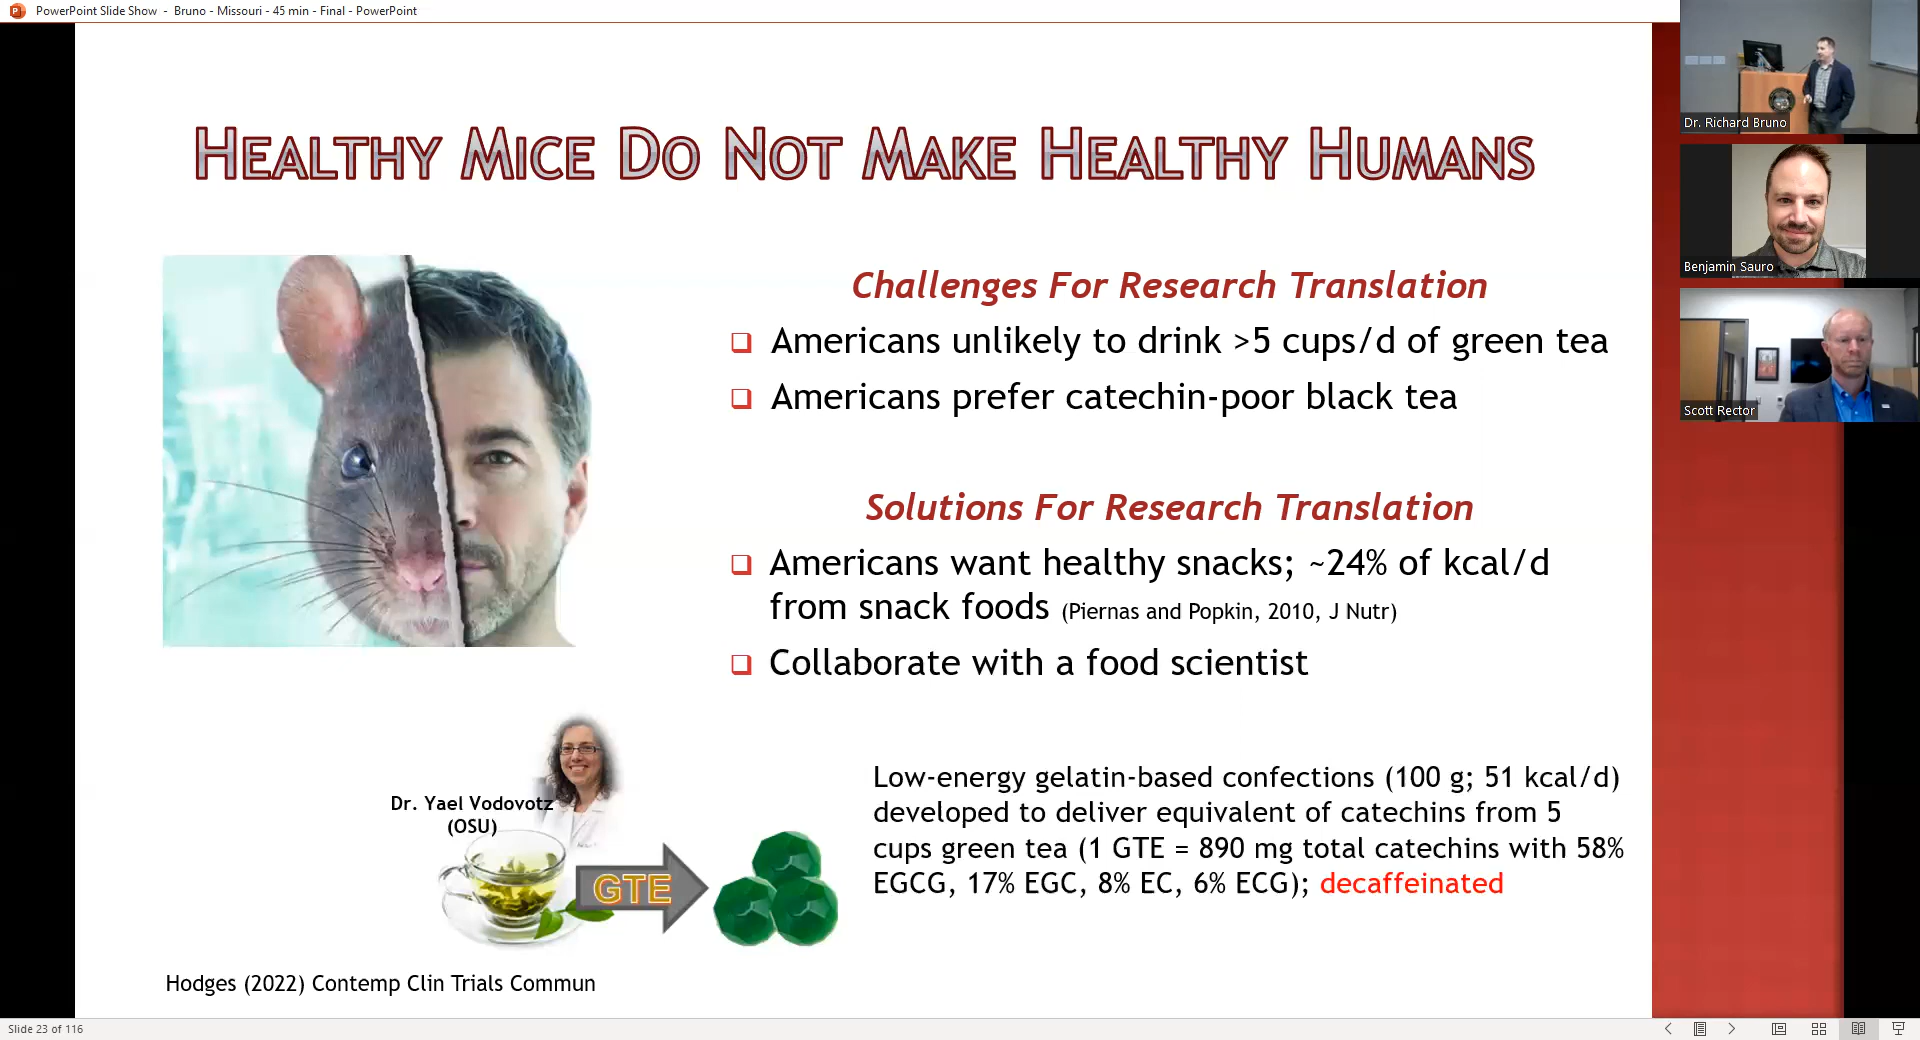 PowerPoint Slide Show - Bruno - Missouri - 45 min - Final - PowerPoint
HEALTHY MICE DO NOT MAKE HEALTHY HUMANS
Challenges For Research Translation
Americans unlikely to drink >5 cups/d of green tea
Americans prefer catechin-poor black tea
Solutions For Research Translation
Americans want healthy snacks; ~24% of kcal/d
from snack foods (Piernas and Popkin, 2010, J Nutr)
Collaborate with a food scientist
Dr. Yael Vodovotz
(OSU)
GTE
Low-energy gelatin-based confections (100 g; 51 kcal/d)
developed to deliver equivalent of catechins from 5
cups green tea (1 GTE = 890 mg total catechins with 58%
EGCG, 17% EGC, 8% EC, 6% ECG); decaffeinated
Hodges (2022) Contemp Clin Trials Commun
Dr. Richard Bruno
Benjamin Sauro
Scott Rector
Slide 23 of 116